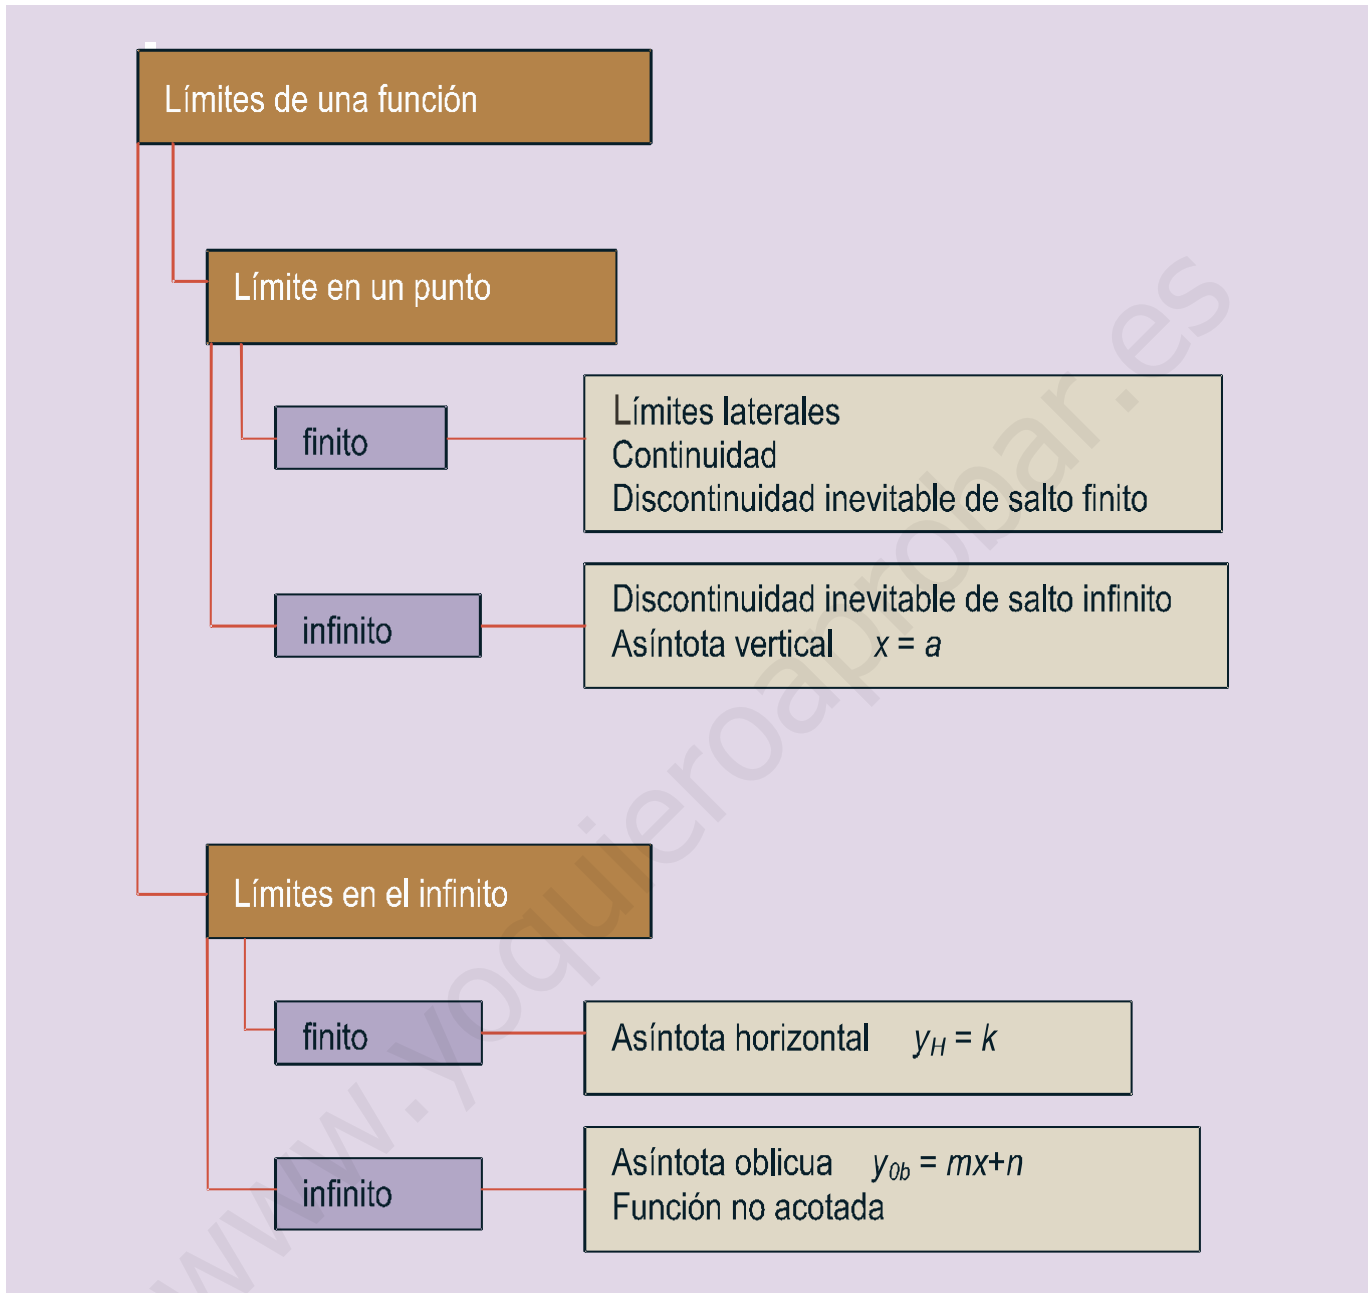 Límites de una función
Límite en un punto
finito
Límites laterales
Continuidad
Discontinuidad inevitable de salto finito
infinito
Discontinuidad inevitable de salto infinito
Asíntota vertical x = a
Límites en el infinito
finito
Asíntota horizontal y_H = k
infinito
Asíntota oblicua y_{0b} = mx+n
Función no acotada
www.yoquieroaprobar.es